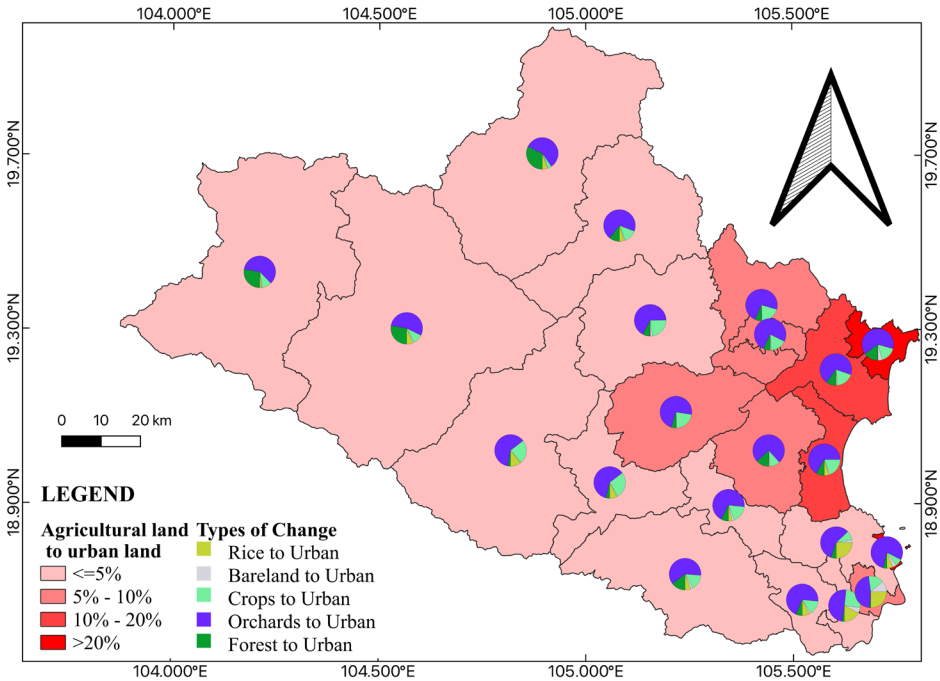 104.000°E 104.500°E 105.000°E 105.500°E
19.700°N 19.700°N
19.300°N 19.300°N
0 10 20 km
18.900°N 18.900°N
LEGEND
Agricultural land
to urban land
<=5%
5% - 10%
10% - 20%
>20%
Types of Change
Rice to Urban
Bareland to Urban
Crops to Urban
Orchards to Urban
Forest to Urban
104.000°E 104.500°E 105.000°E 105.500°E